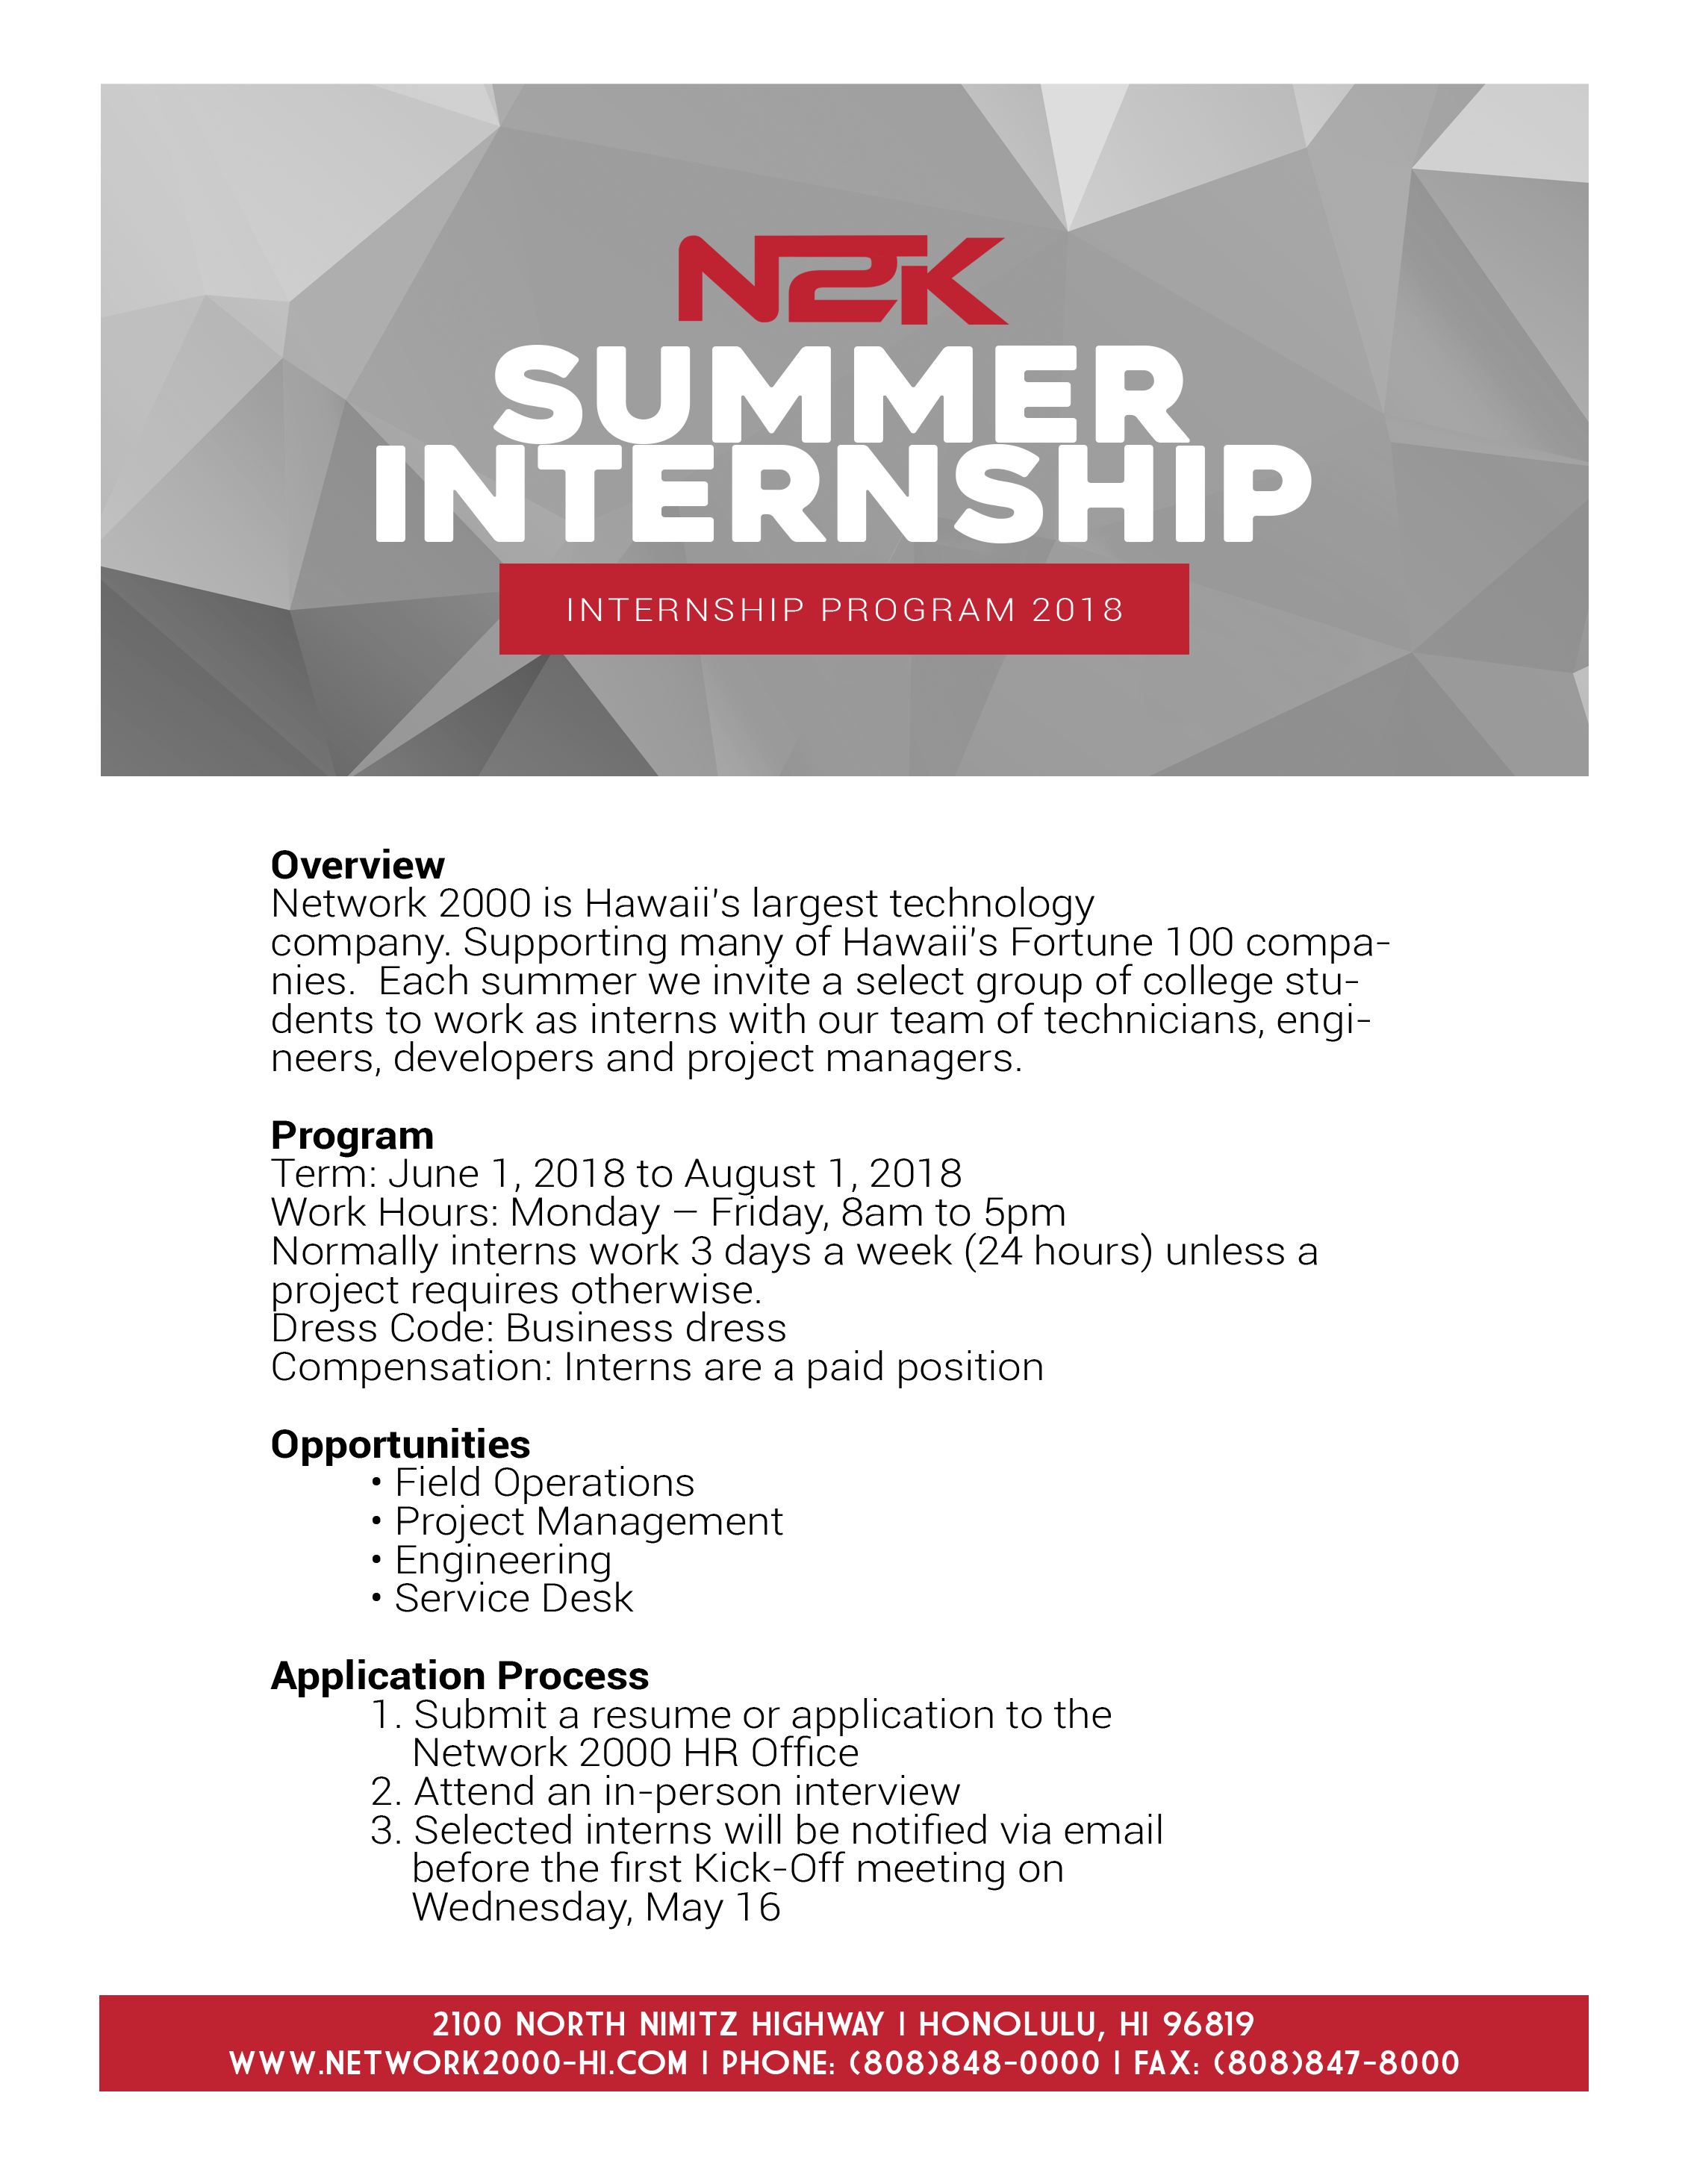 N2K
SUMMER
INTERNSHIP
INTERNSHIP PROGRAM 2018
Overview
Network 2000 is Hawaii's largest technology
company. Supporting many of Hawaii's Fortune 100 compa-
nies.  Each summer we invite a select group of college stu-
dents to work as interns with our team of technicians, engi-
neers, developers and project managers.
Program
Term: June 1, 2018 to August 1, 2018
Work Hours: Monday – Friday, 8am to 5pm
Normally interns work 3 days a week (24 hours) unless a
project requires otherwise.
Dress Code: Business dress
Compensation: Interns are a paid position
Opportunities
• Field Operations
• Project Management
• Engineering
• Service Desk
Application Process
1. Submit a resume or application to the
Network 2000 HR Office
2. Attend an in-person interview
3. Selected interns will be notified via email
before the first Kick-Off meeting on
Wednesday, May 16
2100 NORTH NIMITZ HIGHWAY | HONOLULU, HI 96819
WWW.NETWORK2000-HI.COM | PHONE: (808)848-0000 | FAX: (808)847-8000